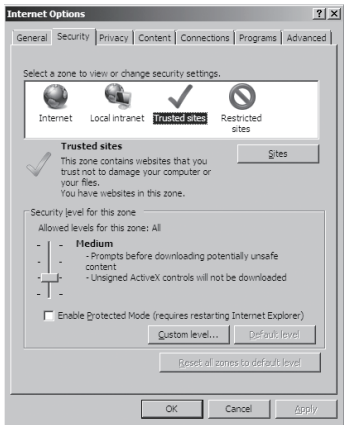 Internet Options
? X
General Security Privacy Content Connections Programs Advanced
Select a zone to view or change security settings.
Internet Local intranet Trusted sites Restricted
sites
Trusted sites
Sites
This zone contains websites that you
trust not to damage your computer or
your files.
You have websites in this zone.
Security level for this zone
Allowed levels for this zone: All
Medium
- Prompts before downloading potentially unsafe
content
- Unsigned ActiveX controls will not be downloaded
Enable Protected Mode (requires restarting Internet Explorer)
Custom level... Default level
Reset all zones to default level
OK Cancel Apply